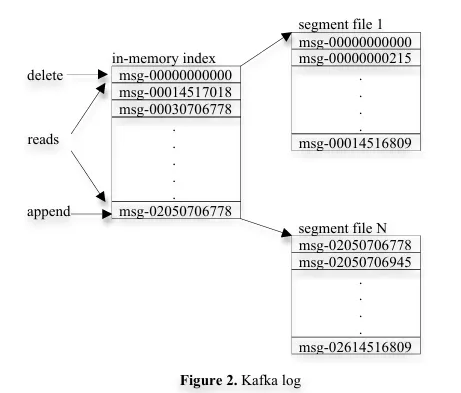 segment file 1
in-memory index
msg-00000000000
msg-00000000215
.
.
.
.
msg-00014516809
delete
msg-00000000000
msg-00014517018
msg-00030706778
reads
.
.
.
.
.
append
msg-02050706778
segment file N
msg-02050706778
msg-02050706945
.
.
.
.
msg-02614516809
Figure 2. Kafka log